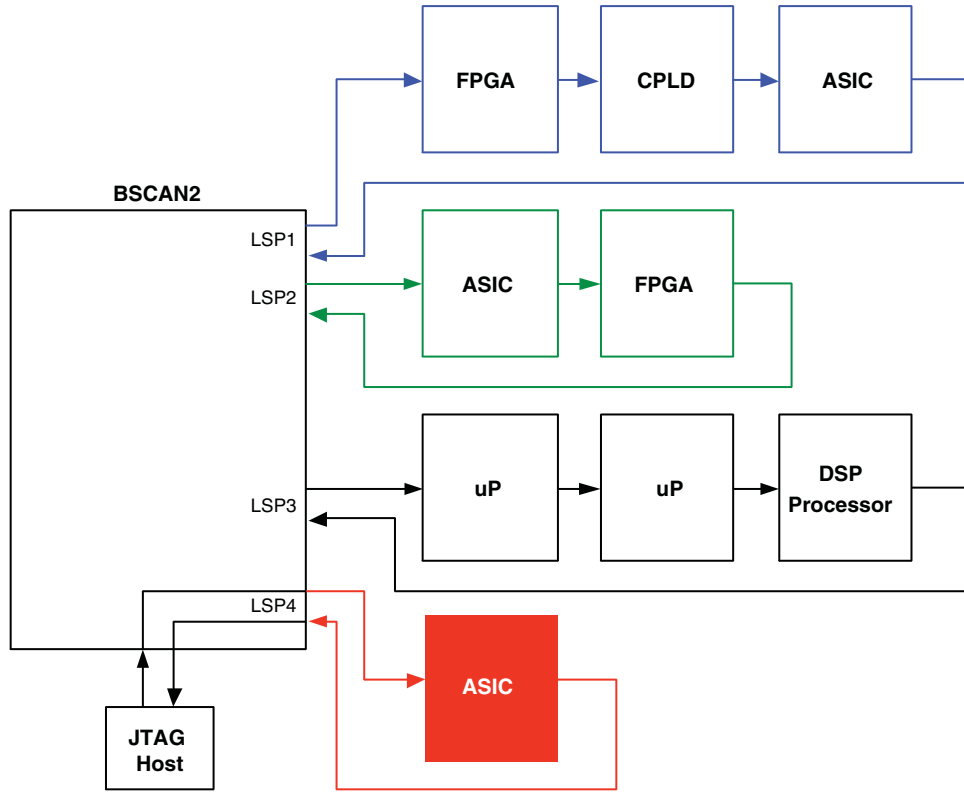 FPGA
CPLD
ASIC
BSCAN2
LSP1
LSP2
ASIC
FPGA
LSP3
uP
uP
DSP
Processor
LSP4
ASIC
JTAG
Host